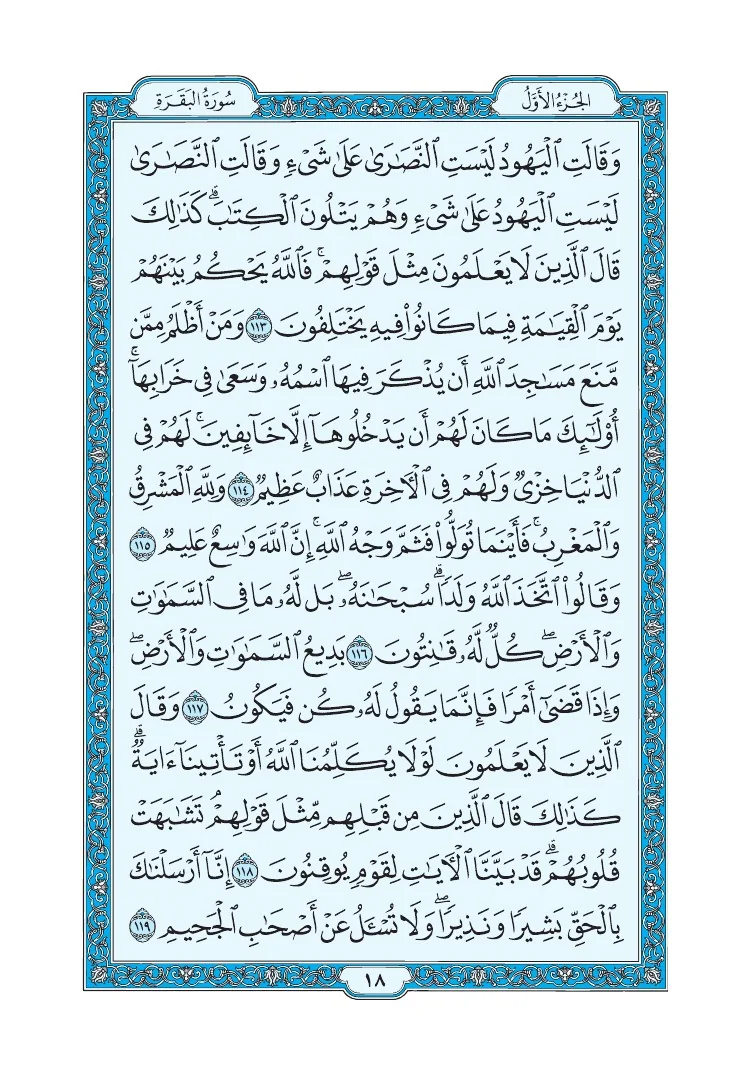 الجُزْءُ الأَوَّلُ
سُورَةُ البَقَرَةِ
وَقَالَتِ ٱلۡيَهُودُ لَيۡسَتِ ٱلنَّصَٰرَىٰ عَلَىٰ شَيۡءٖ وَقَالَتِ ٱلنَّصَٰرَىٰ
لَيۡسَتِ ٱلۡيَهُودُ عَلَىٰ شَيۡءٖ وَهُمۡ يَتۡلُونَ ٱلۡكِتَٰبَۗ كَذَٰلِكَ
قَالَ ٱلَّذِينَ لَا يَعۡلَمُونَ مِثۡلَ قَوۡلِهِمۡۚ فَٱللَّهُ يَحۡكُمُ بَيۡنَهُمۡ
يَوۡمَ ٱلۡقِيَٰمَةِ فِيمَا كَانُواْ فِيهِ يَخۡتَلِفُونَ ١١٣ وَمَنۡ أَظۡلَمُ مِمَّن
مَّنَعَ مَسَٰجِدَ ٱللَّهِ أَن يُذۡكَرَ فِيهَا ٱسۡمُهُۥ وَسَعَىٰ فِي خَرَابِهَآۚ
أُوْلَٰٓئِكَ مَا كَانَ لَهُمۡ أَن يَدۡخُلُوهَآ إِلَّا خَآئِفِينَۚ لَهُمۡ فِي
ٱلدُّنۡيَا خِزۡيٞ وَلَهُمۡ فِي ٱلۡأٓخِرَةِ عَذَابٌ عَظِيمٞ ١١٤ وَلِلَّهِ ٱلۡمَشۡرِقُ
وَٱلۡمَغۡرِبُۚ فَأَيۡنَمَا تُوَلُّواْ فَثَمَّ وَجۡهُ ٱللَّهِۚ إِنَّ ٱللَّهَ وَٰسِعٌ عَلِيمٞ ١١٥
وَقَالُواْ ٱتَّخَذَ ٱللَّهُ وَلَدٗاۗ سُبۡحَٰنَهُۥۖ بَل لَّهُۥ مَا فِي ٱلسَّمَٰوَٰتِ
وَٱلۡأَرۡضِۖ كُلّٞ لَّهُۥ قَٰنِتُونَ ١١٦ بَدِيعُ ٱلسَّمَٰوَٰتِ وَٱلۡأَرۡضِۖ
وَإِذَا قَضَىٰٓ أَمۡرٗا فَإِنَّمَا يَقُولُ لَهُۥ كُن فَيَكُونُ ١١٧ وَقَالَ
ٱلَّذِينَ لَا يَعۡلَمُونَ لَوۡلَا يُكَلِّمُنَا ٱللَّهُ أَوۡ تَأۡتِينَآ ءَايَةٞۗ
كَذَٰلِكَ قَالَ ٱلَّذِينَ مِن قَبۡلِهِم مِّثۡلَ قَوۡلِهِمۡۘ تَشَٰبَهَتۡ
قُلُوبُهُمۡۗ قَدۡ بَيَّنَّا ٱلۡأٓيَٰتِ لِقَوۡمٖ يُوقِنُونَ ١١٨ إِنَّآ أَرۡسَلۡنَٰكَ
بِٱلۡحَقِّ بَشِيرٗا وَنَذِيرٗاۖ وَلَا تُسۡـَٔلُ عَنۡ أَصۡحَٰبِ ٱلۡجَحِيمِ ١١٩
١٨